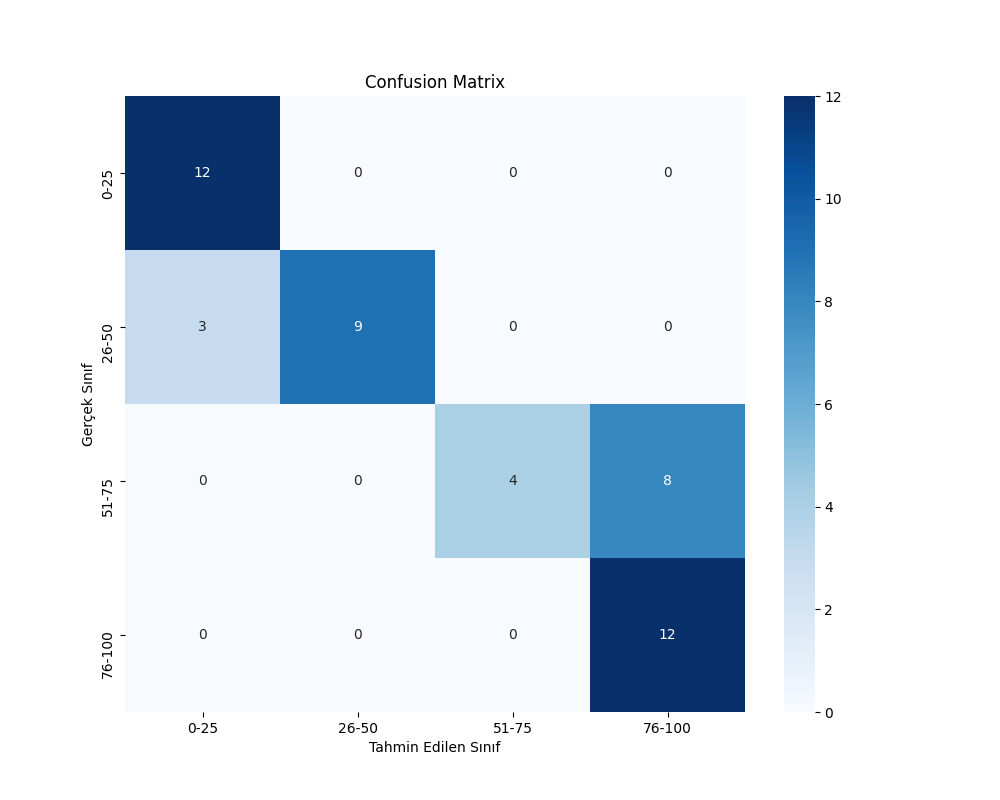 Confusion Matrix
Gerçek Sınıf
0-25
12 0 0 0
26-50
3 9 0 0
51-75
0 0 4 8
76-100
0 0 0 12
0-25 26-50 51-75 76-100
Tahmin Edilen Sınıf
12
10
8
6
4
2
0